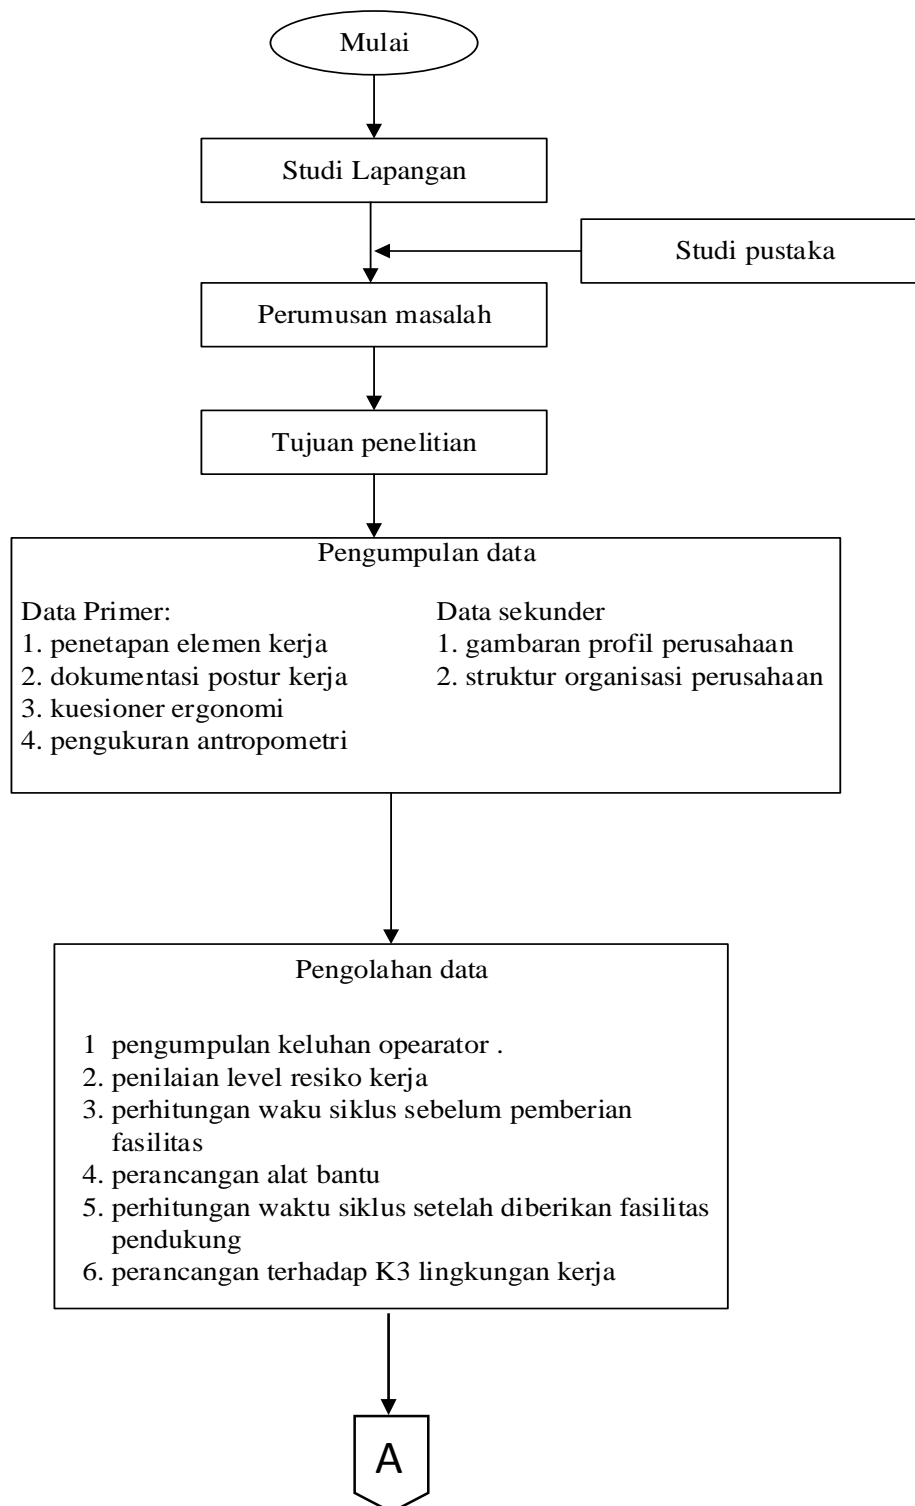 Mulai
Studi Lapangan
Studi pustaka
Perumusan masalah
Tujuan penelitian
Pengumpulan data
Data Primer:
1. penetapan elemen kerja
2. dokumentasi postur kerja
3. kuesioner ergonomi
4. pengukuran antropometri
Data sekunder
1. gambaran profil perusahaan
2. struktur organisasi perusahaan
Pengolahan data
1 pengumpulan keluhan opearator .
2. penilaian level resiko kerja
3. perhitungan waku siklus sebelum pemberian
fasilitas
4. perancangan alat bantu
5. perhitungan waktu siklus setelah diberikan fasilitas
pendukung
6. perancangan terhadap K3 lingkungan kerja
A